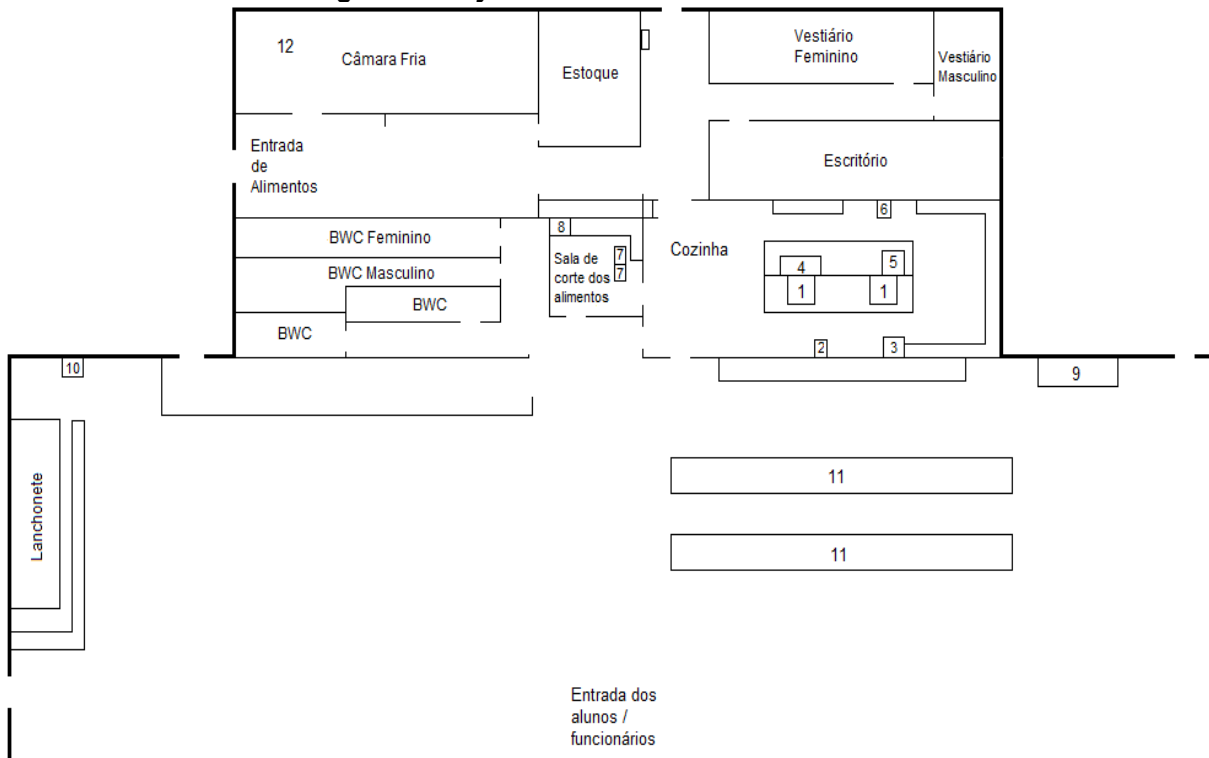 12
Câmara Fria
Estoque
Vestiário
Feminino
Vestiário
Masculino
Entrada
de
Alimentos
Escritório
BWC Feminino
BWC Masculino
BWC
BWC
8
Sala de
corte dos
alimentos
7
7
Cozinha
6
4
5
1
1
2
3
10
9
Lanchonete
11
11
Entrada dos
alunos /
funcionários